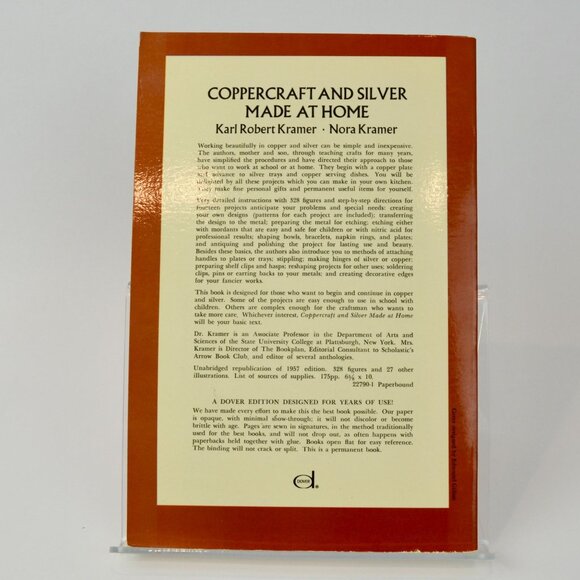 COPPERCRAFT AND SILVER
MADE AT HOME
Karl Robert Kramer · Nora Kramer
Working beautifully in copper and silver can be simple and inexpensive.
The authors, mother and son, through teaching crafts for many years,
have simplified the procedures and have directed their approach to those
who want to work at school or at home. They begin with a copper plate
and advance to silver trays and copper serving dishes. You will be
delighted by all these projects which you can make in your own kitchen.
They make fine personal gifts and permanent useful items for yourself.
Very detailed instructions with 328 figures and step-by-step directions for
fourteen projects anticipate your problems and special needs: creating
your own designs (patterns for each project are included); transferring
the design to the metal; preparing the metal for etching; etching either
with mordants that are easy and safe for children or with nitric acid for
professional results; shaping bowls, bracelets, napkin rings, and plates;
and antiquing and polishing the project for lasting use and beauty.
Besides these basics, the authors also introduce you to methods of attaching
handles to plates or trays; stippling; making hinges of silver or copper;
preparing shelf clips and hasps; reshaping projects for other uses; soldering
clips, pins or earring backs to your metals; and creating decorative edges
for your fancier works.
This book is designed for those who want to begin and continue in copper
and silver. Some of the projects are easy enough to use in school with
children. Others are complex enough for the craftsman who wants to
take more care. Whichever interest, Coppercraft and Silver Made at Home
will be your basic text.
Dr. Kramer is an Associate Professor in the Department of Arts and
Sciences of the State University College at Plattsburgh, New York. Mrs.
Kramer is Director of The Bookplan, Editorial Consultant to Scholastic's
Arrow Book Club, and editor of several anthologies.
Unabridged republication of 1957 edition. 328 figures and 27 other
illustrations. List of sources of supplies. 175pp. 6⅛ x 10.
22790-1 Paperbound
A DOVER EDITION DESIGNED FOR YEARS OF USE!
We have made every effort to make this the best book possible. Our paper
is opaque, with minimal show-through; it will not discolor or become
brittle with age. Pages are sewn in signatures, in the method traditionally
used for the best books, and will not drop out, as often happens with
paperbacks held together with glue. Books open flat for easy reference.
The binding will not crack or split. This is a permanent book.
DOVER
®
Cover designed by Edmund Gillon